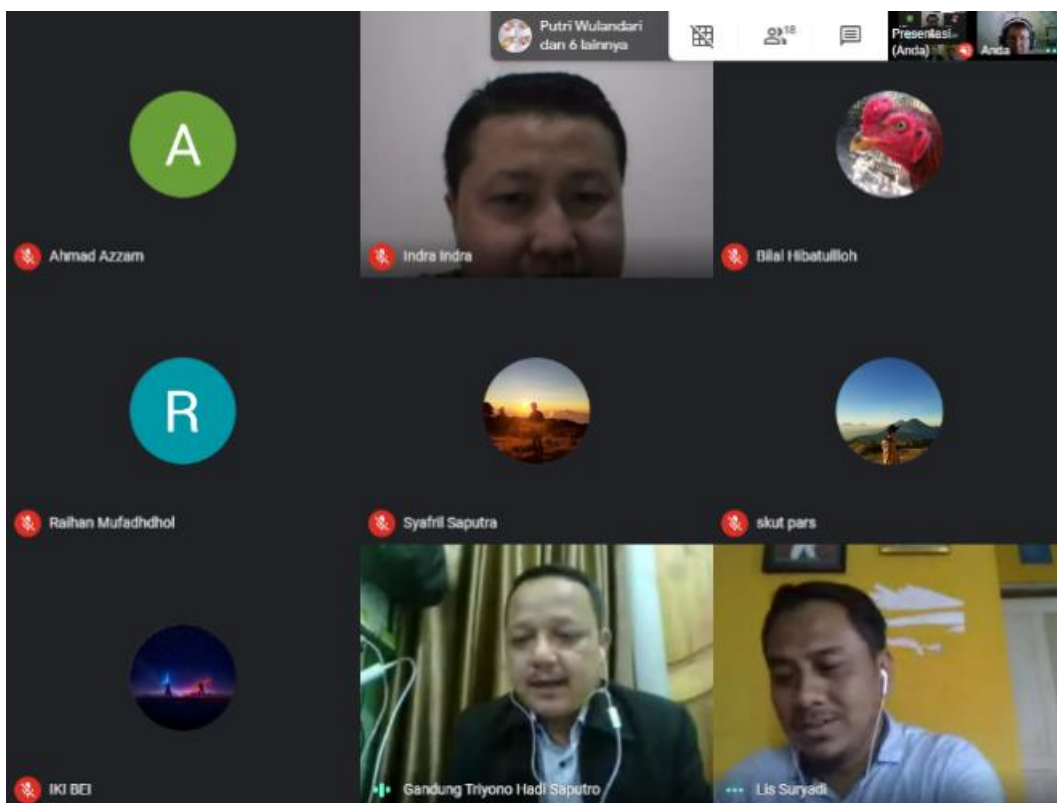 Putri Wulandari
dan 6 lainnya
18
Presentasi
(Anda)
Anda
A
Ahmad Azzam
Indra Indra
Bilal Hibatullloh
R
Raihan Mufadhdhol
Syafril Saputra
skut pars
IKI BEI
Gandung Triyono Hadi Saputro
Lis Suryadi